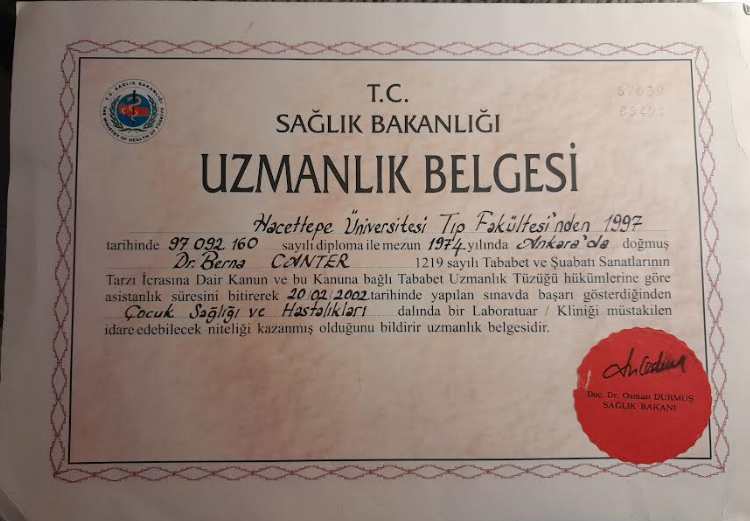 T.C.
SAĞLIK BAKANLIĞI
UZMANLIK BELGESİ
Hacettepe Üniversitesi Tıp Fakültesi'nden 1997
tarihinde 97 092 160 sayılı diploma ile mezun 1974 yılında Ankara'da doğmuş
Dr. Berna CANTER 1219 sayılı Tababet ve Şuabatı Sanatlarının
Tarzı İcrasına Dair Kanun ve bu Kanuna bağlı Tababet Uzmanlık Tüzüğü hükümlerine göre
asistanlık süresini bitirerek 20/02/2002 tarihinde yapılan sınavda başarı gösterdiğinden
Çocuk Sağlığı ve Hastalıkları dalında bir Laboratuar / Kliniği müstakilen
idare edebilecek niteliği kazanmış olduğunu bildirir uzmanlık belgesidir.
Doç. Dr. Osman DURMUŞ
SAĞLIK BAKANI